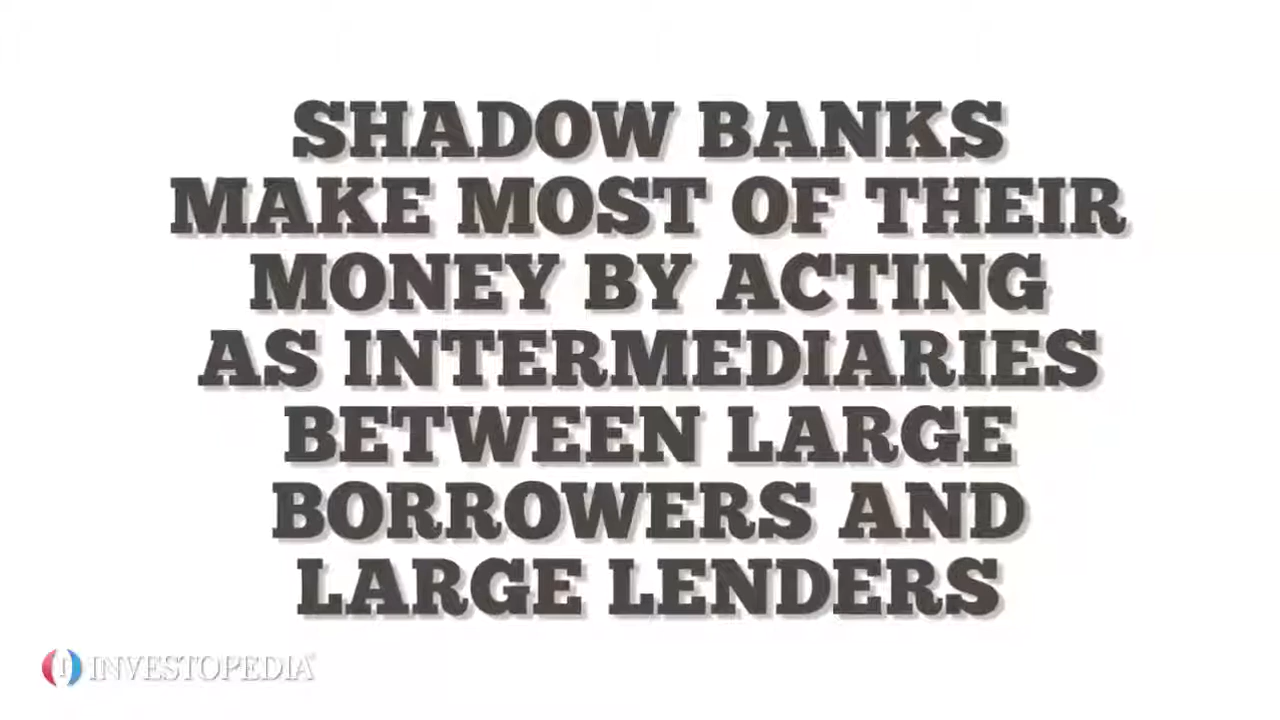 SHADOW BANKS
MAKE MOST OF THEIR
MONEY BY ACTING
AS INTERMEDIARIES
BETWEEN LARGE
BORROWERS AND
LARGE LENDERS
INVESTOPEDIA